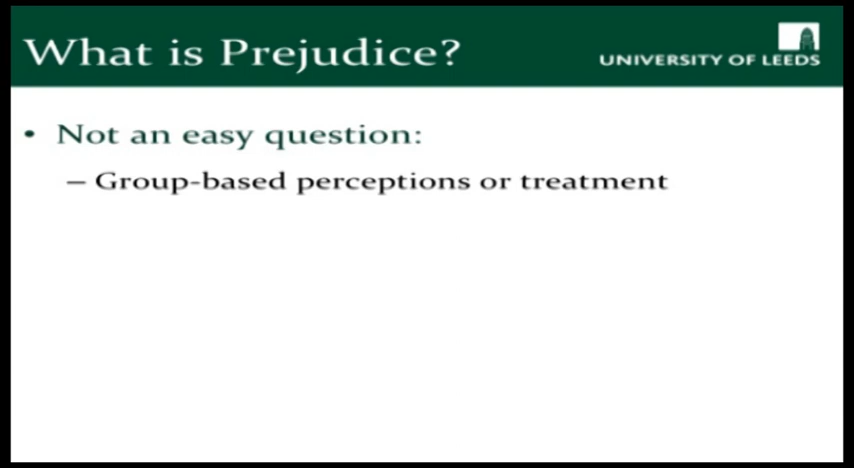 What is Prejudice?
UNIVERSITY OF LEEDS
• Not an easy question:
– Group-based perceptions or treatment